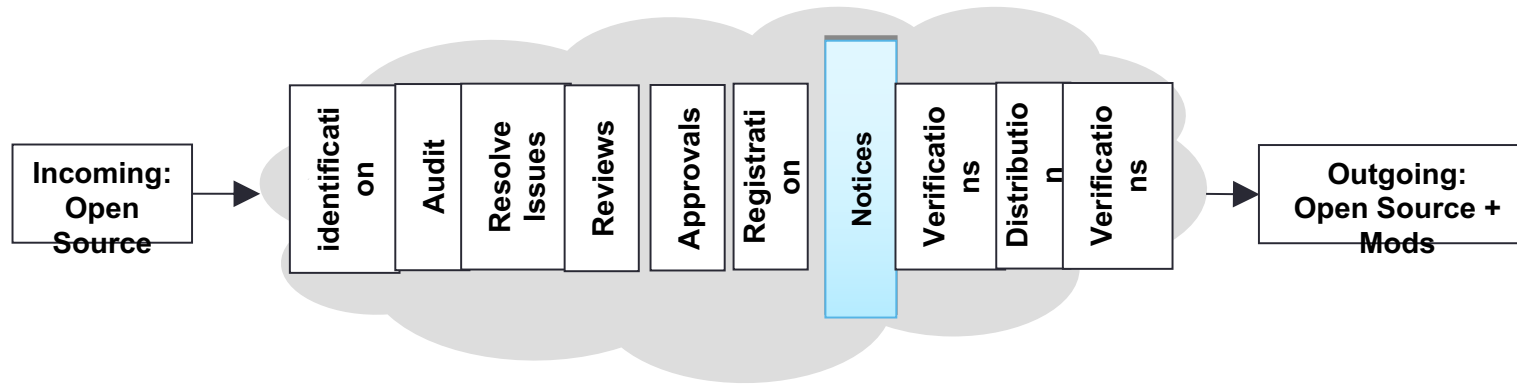 Incoming:
Open
Source
identificati
on
Audit
Resolve
Issues
Reviews
Approvals
Registrati
on
Notices
Verificatio
ns
Distributio
n
Verificatio
ns
Outgoing:
Open Source +
Mods